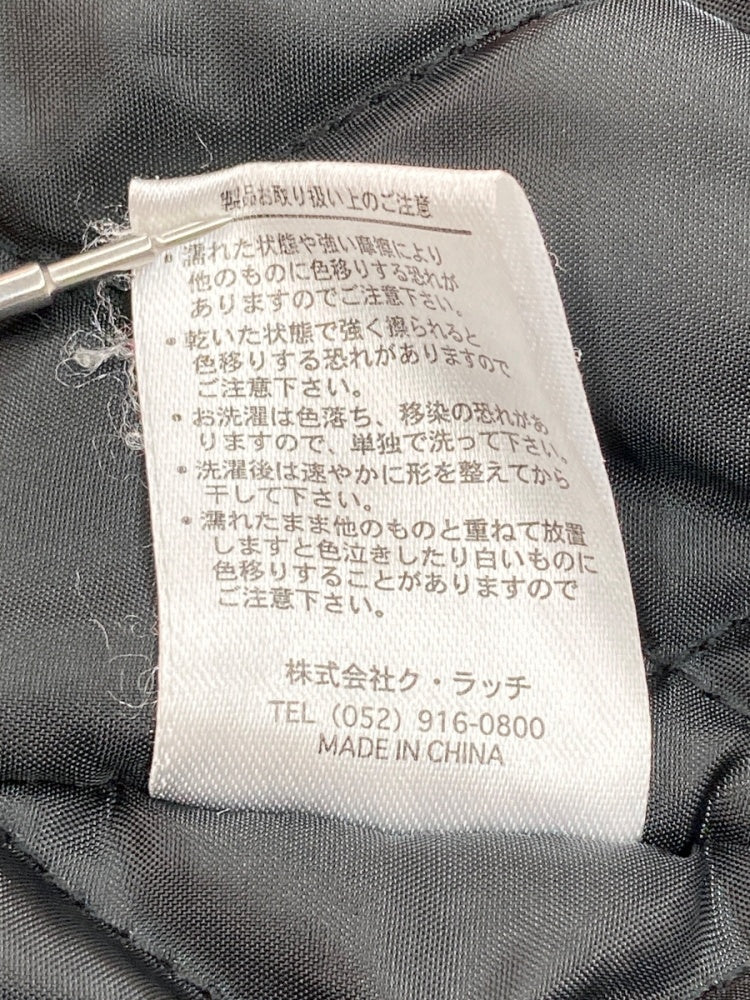 製品お取り扱い上のご注意
● 濡れた状態や強い摩擦により
他のものに色移りする恐れが
ありますのでご注意下さい。
● 乾いた状態で強く擦られると
色移りする恐れがありますので
ご注意下さい。
● お洗濯は色落ち、移染の恐れがあ
りますので、単独で洗って下さい。
● 洗濯後は速やかに形を整えてから
干して下さい。
● 濡れたまま他のものと重ねて放置
しますと色泣きしたり白いものに
色移りすることがありますので
ご注意下さい。
株式会社ク・ラッチ
TEL（052）916-0800
MADE IN CHINA